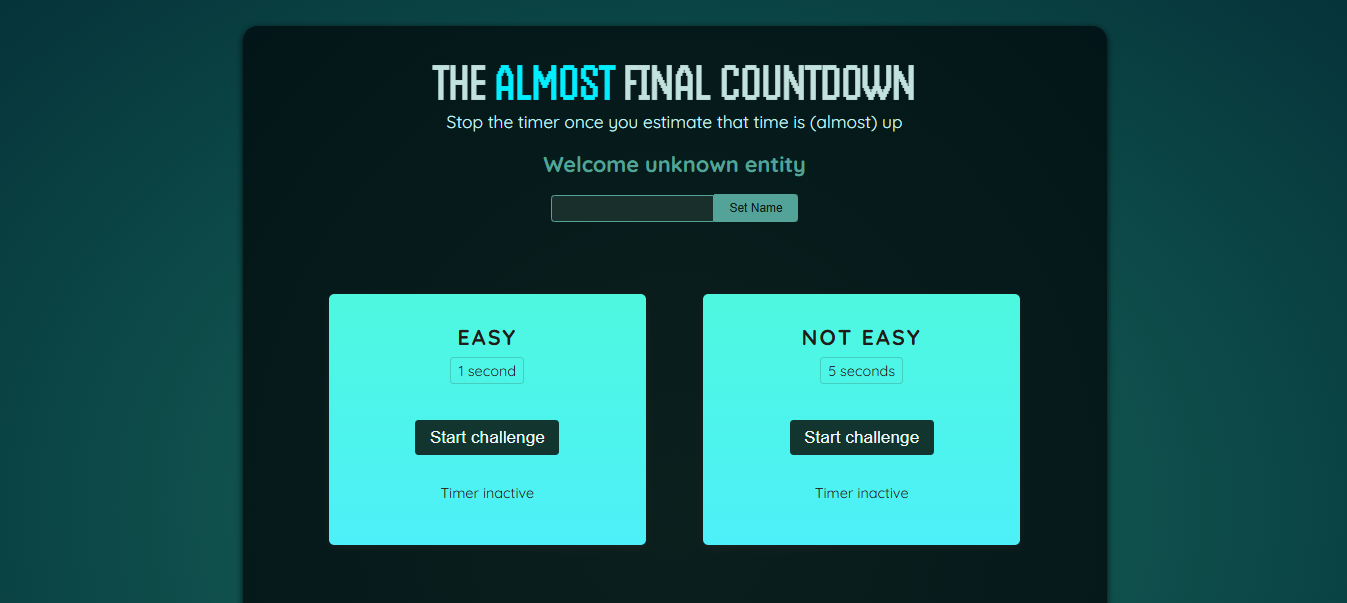 THE ALMOST FINAL COUNTDOWN
Stop the timer once you estimate that time is (almost) up
Welcome unknown entity
Set Name
EASY
1 second
Start challenge
Timer inactive
NOT EASY
5 seconds
Start challenge
Timer inactive